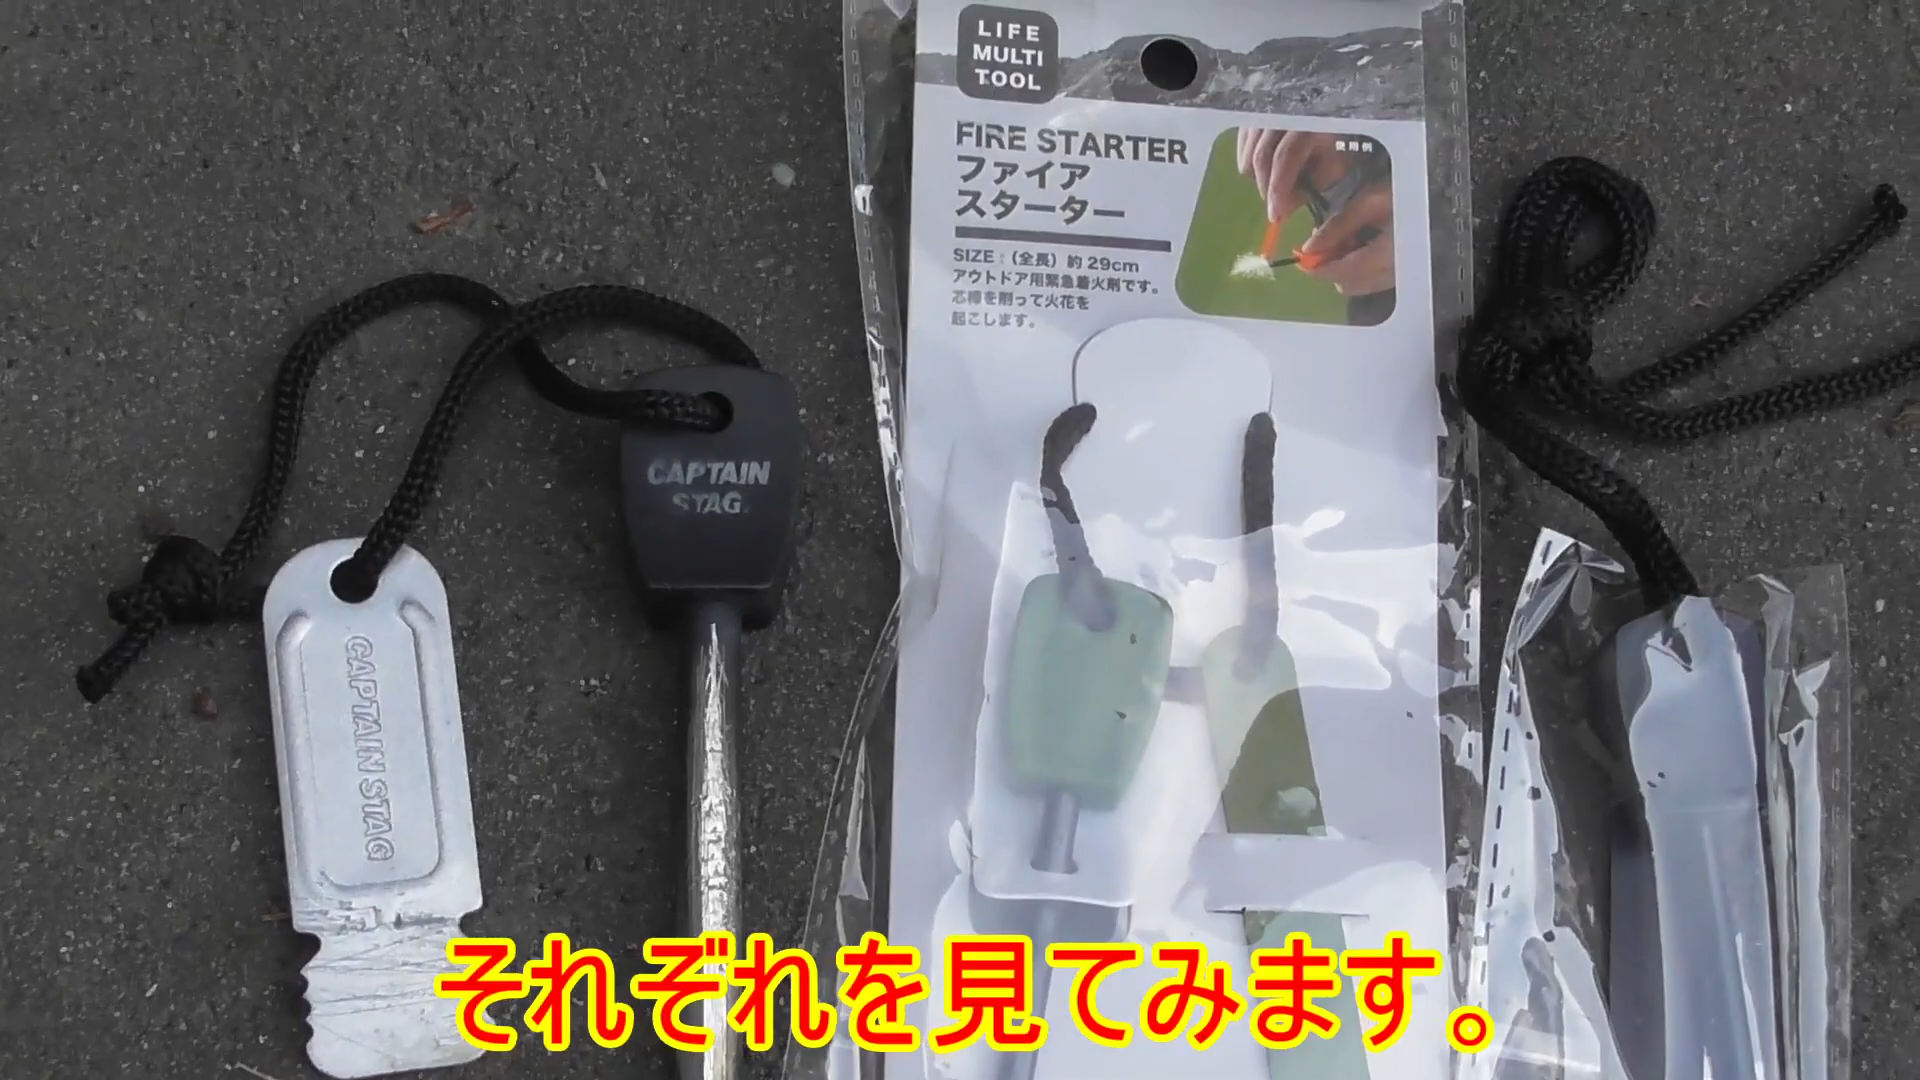 LIFE
MULTI
TOOL
FIRE STARTER
ファイア
スターター
使用例
SIZE:(全長)約29cm
アウトドア用緊急着火剤です。
芯棒を削って火花を
起こします。
CAPTAIN
STAG
CAPTAIN STAG
それぞれを見てみます。